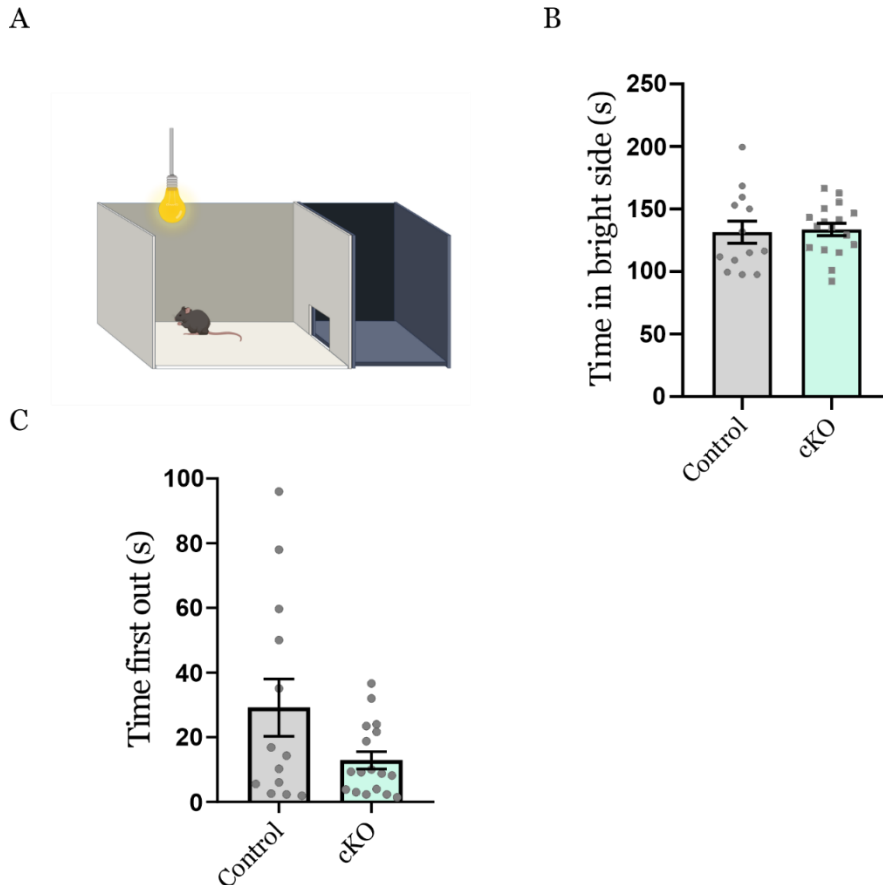 A
B
Time in bright side (s)
250
200
150
100
50
0
Control
cKO
C
Time first out (s)
100
80
60
40
20
0
Control
cKO